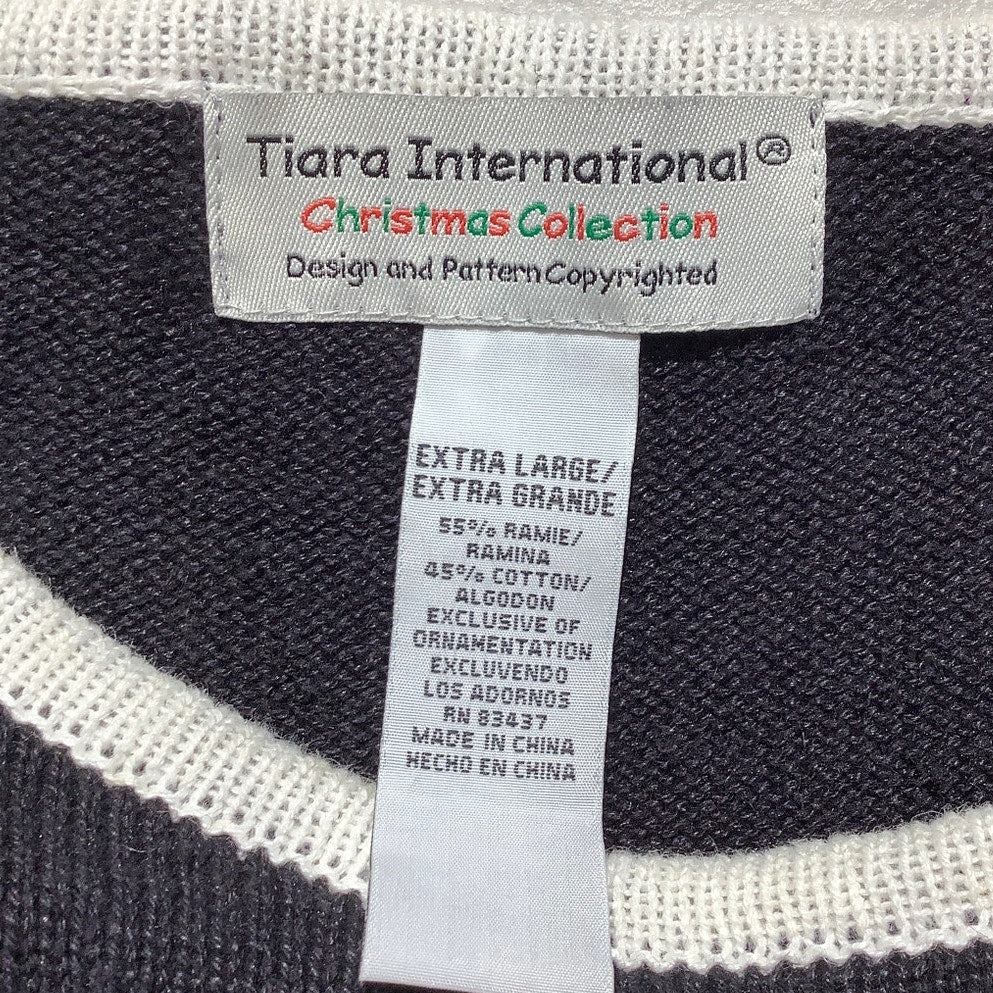 Tiara International®
Christmas Collection
Design and Pattern Copyrighted
EXTRA LARGE/
EXTRA GRANDE
55% RAMIE/
RAMINA
45% COTTON/
ALGODON
EXCLUSIVE OF
ORNAMENTATION
EXCLUVENDO
LOS ADORNOS
RN 83437
MADE IN CHINA
HECHO EN CHINA